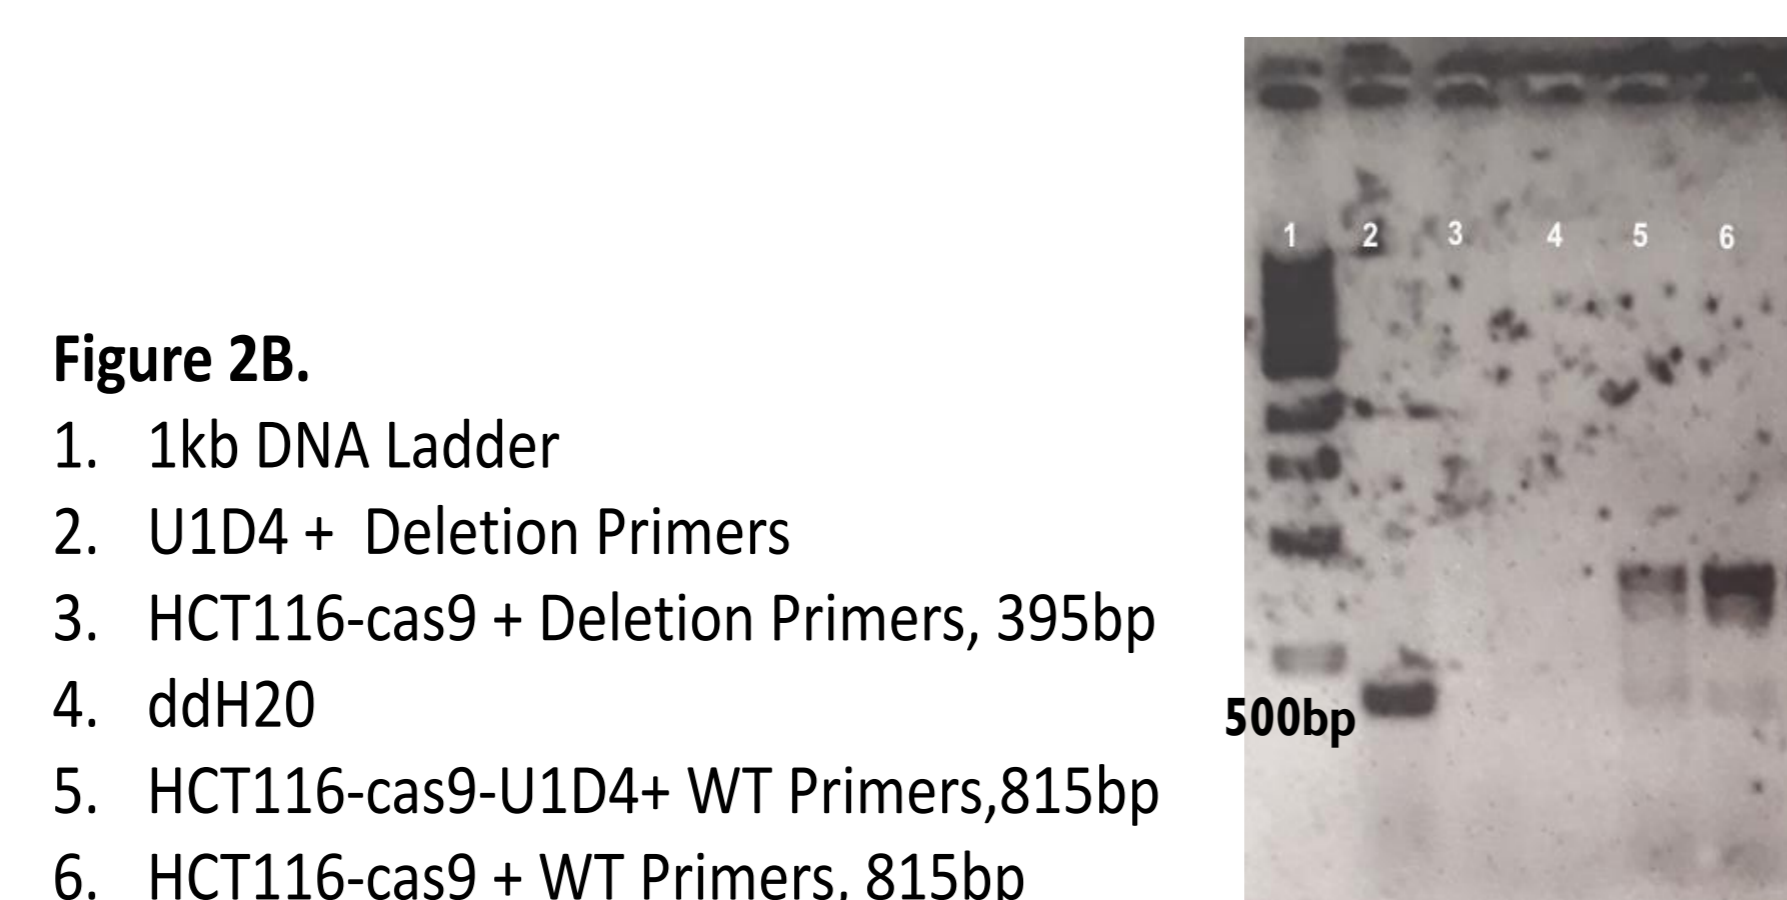 1 2 3 4 5 6
Figure 2B.
1. 1kb DNA Ladder
2. U1D4 + Deletion Primers
3. HCT116-cas9 + Deletion Primers, 395bp
4. ddH20
500bp
5. HCT116-cas9-U1D4+ WT Primers,815bp
6. HCT116-cas9 + WT Primers, 815bp